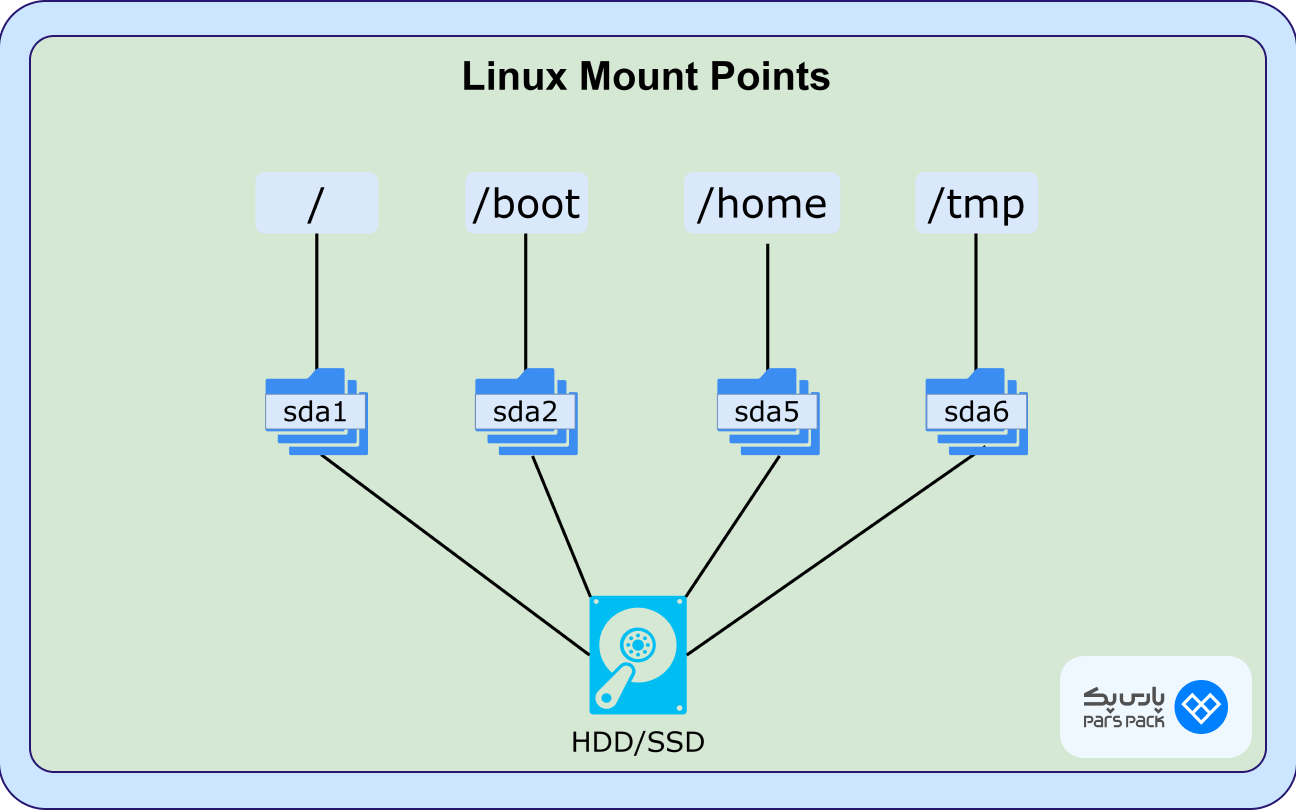 Linux Mount Points
/
/boot
/home
/tmp
sda1
sda2
sda5
sda6
HDD/SSD
پارس‌پک
PARS PACK